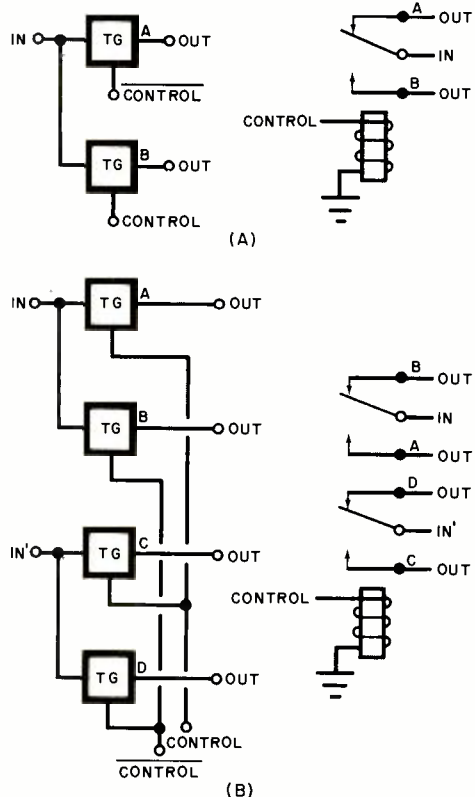 IN TG A OUT
CONTROL
TG B OUT
CONTROL
A OUT
IN
B OUT
CONTROL
(A)
IN TG A OUT
TG B OUT
IN' TG C OUT
TG D OUT
CONTROL
CONTROL
B OUT
IN
A OUT
D OUT
IN'
C OUT
CONTROL
(B)